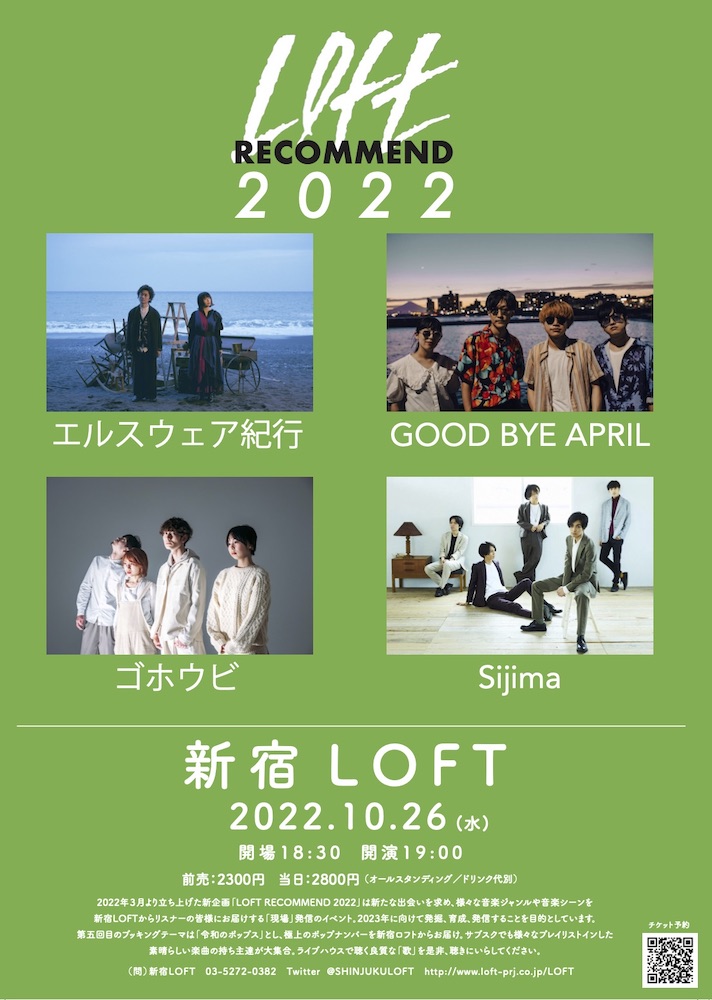 LOFT
RECOMMEND
2022
エルスウェア紀行
GOOD BYE APRIL
ゴホウビ
Sijima
新宿 LOFT
2022.10.26(水)
開場18:30　開演19:00
前売:2300円　当日:2800円(オールスタンディング/ドリンク代別)
2022年3月より立ち上げた新企画「LOFT RECOMMEND 2022」は新たな出会いを求め、様々な音楽ジャンルや音楽シーンを
新宿LOFTからリスナーの皆様にお届けする「現場」発信のイベント。2023年に向けて発掘、育成、発信することを目的としています。
第五回目のブッキングテーマは「令和のポップス」とし、極上のポップナンバーを新宿ロフトからお届け。サブスクでも様々なプレイリストインした
素晴らしい楽曲の持ち主達が大集合。ライブハウスで聴く良質な「歌」を是非、聴きにいらしてください。
チケット予約
(問)新宿LOFT　03-5272-0382　Twitter @SHINJUKULOFT　http://www.loft-prj.co.jp/LOFT